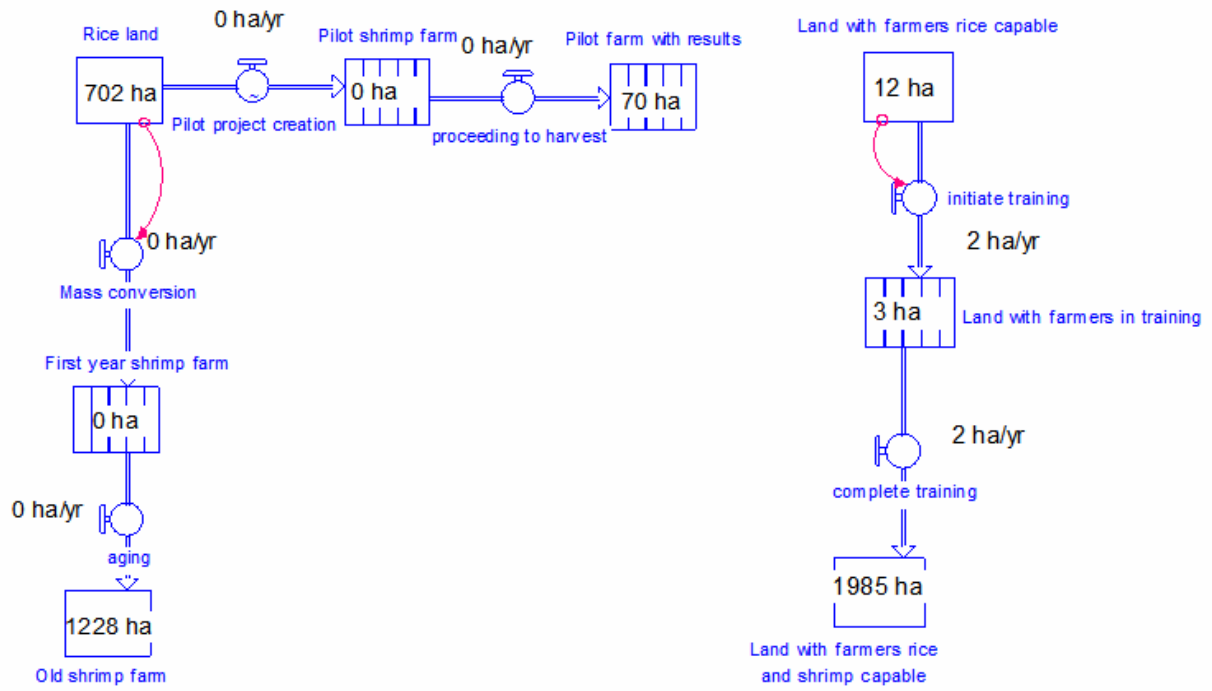 0 ha/yr
Rice land
Pilot shrimp farm
0 ha/yr
Pilot farm with results
702 ha
0 ha
70 ha
Pilot project creation
proceeding to harvest
0 ha/yr
Mass conversion
First year shrimp farm
0 ha
0 ha/yr
aging
1228 ha
Old shrimp farm
Land with farmers rice capable
12 ha
initiate training
2 ha/yr
3 ha
Land with farmers in training
2 ha/yr
complete training
1985 ha
Land with farmers rice
and shrimp capable